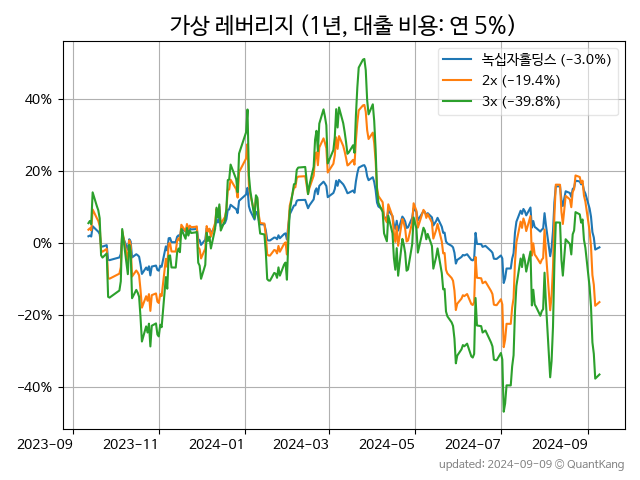 가상 레버리지 (1년, 대출 비용: 연 5%)
녹십자홀딩스 (−3.0%)
2x (−19.4%)
3x (−39.8%)
40%
20%
0%
−20%
−40%
2023-09 2023-11 2024-01 2024-03 2024-05 2024-07 2024-09
updated: 2024-09-09 © QuantKang